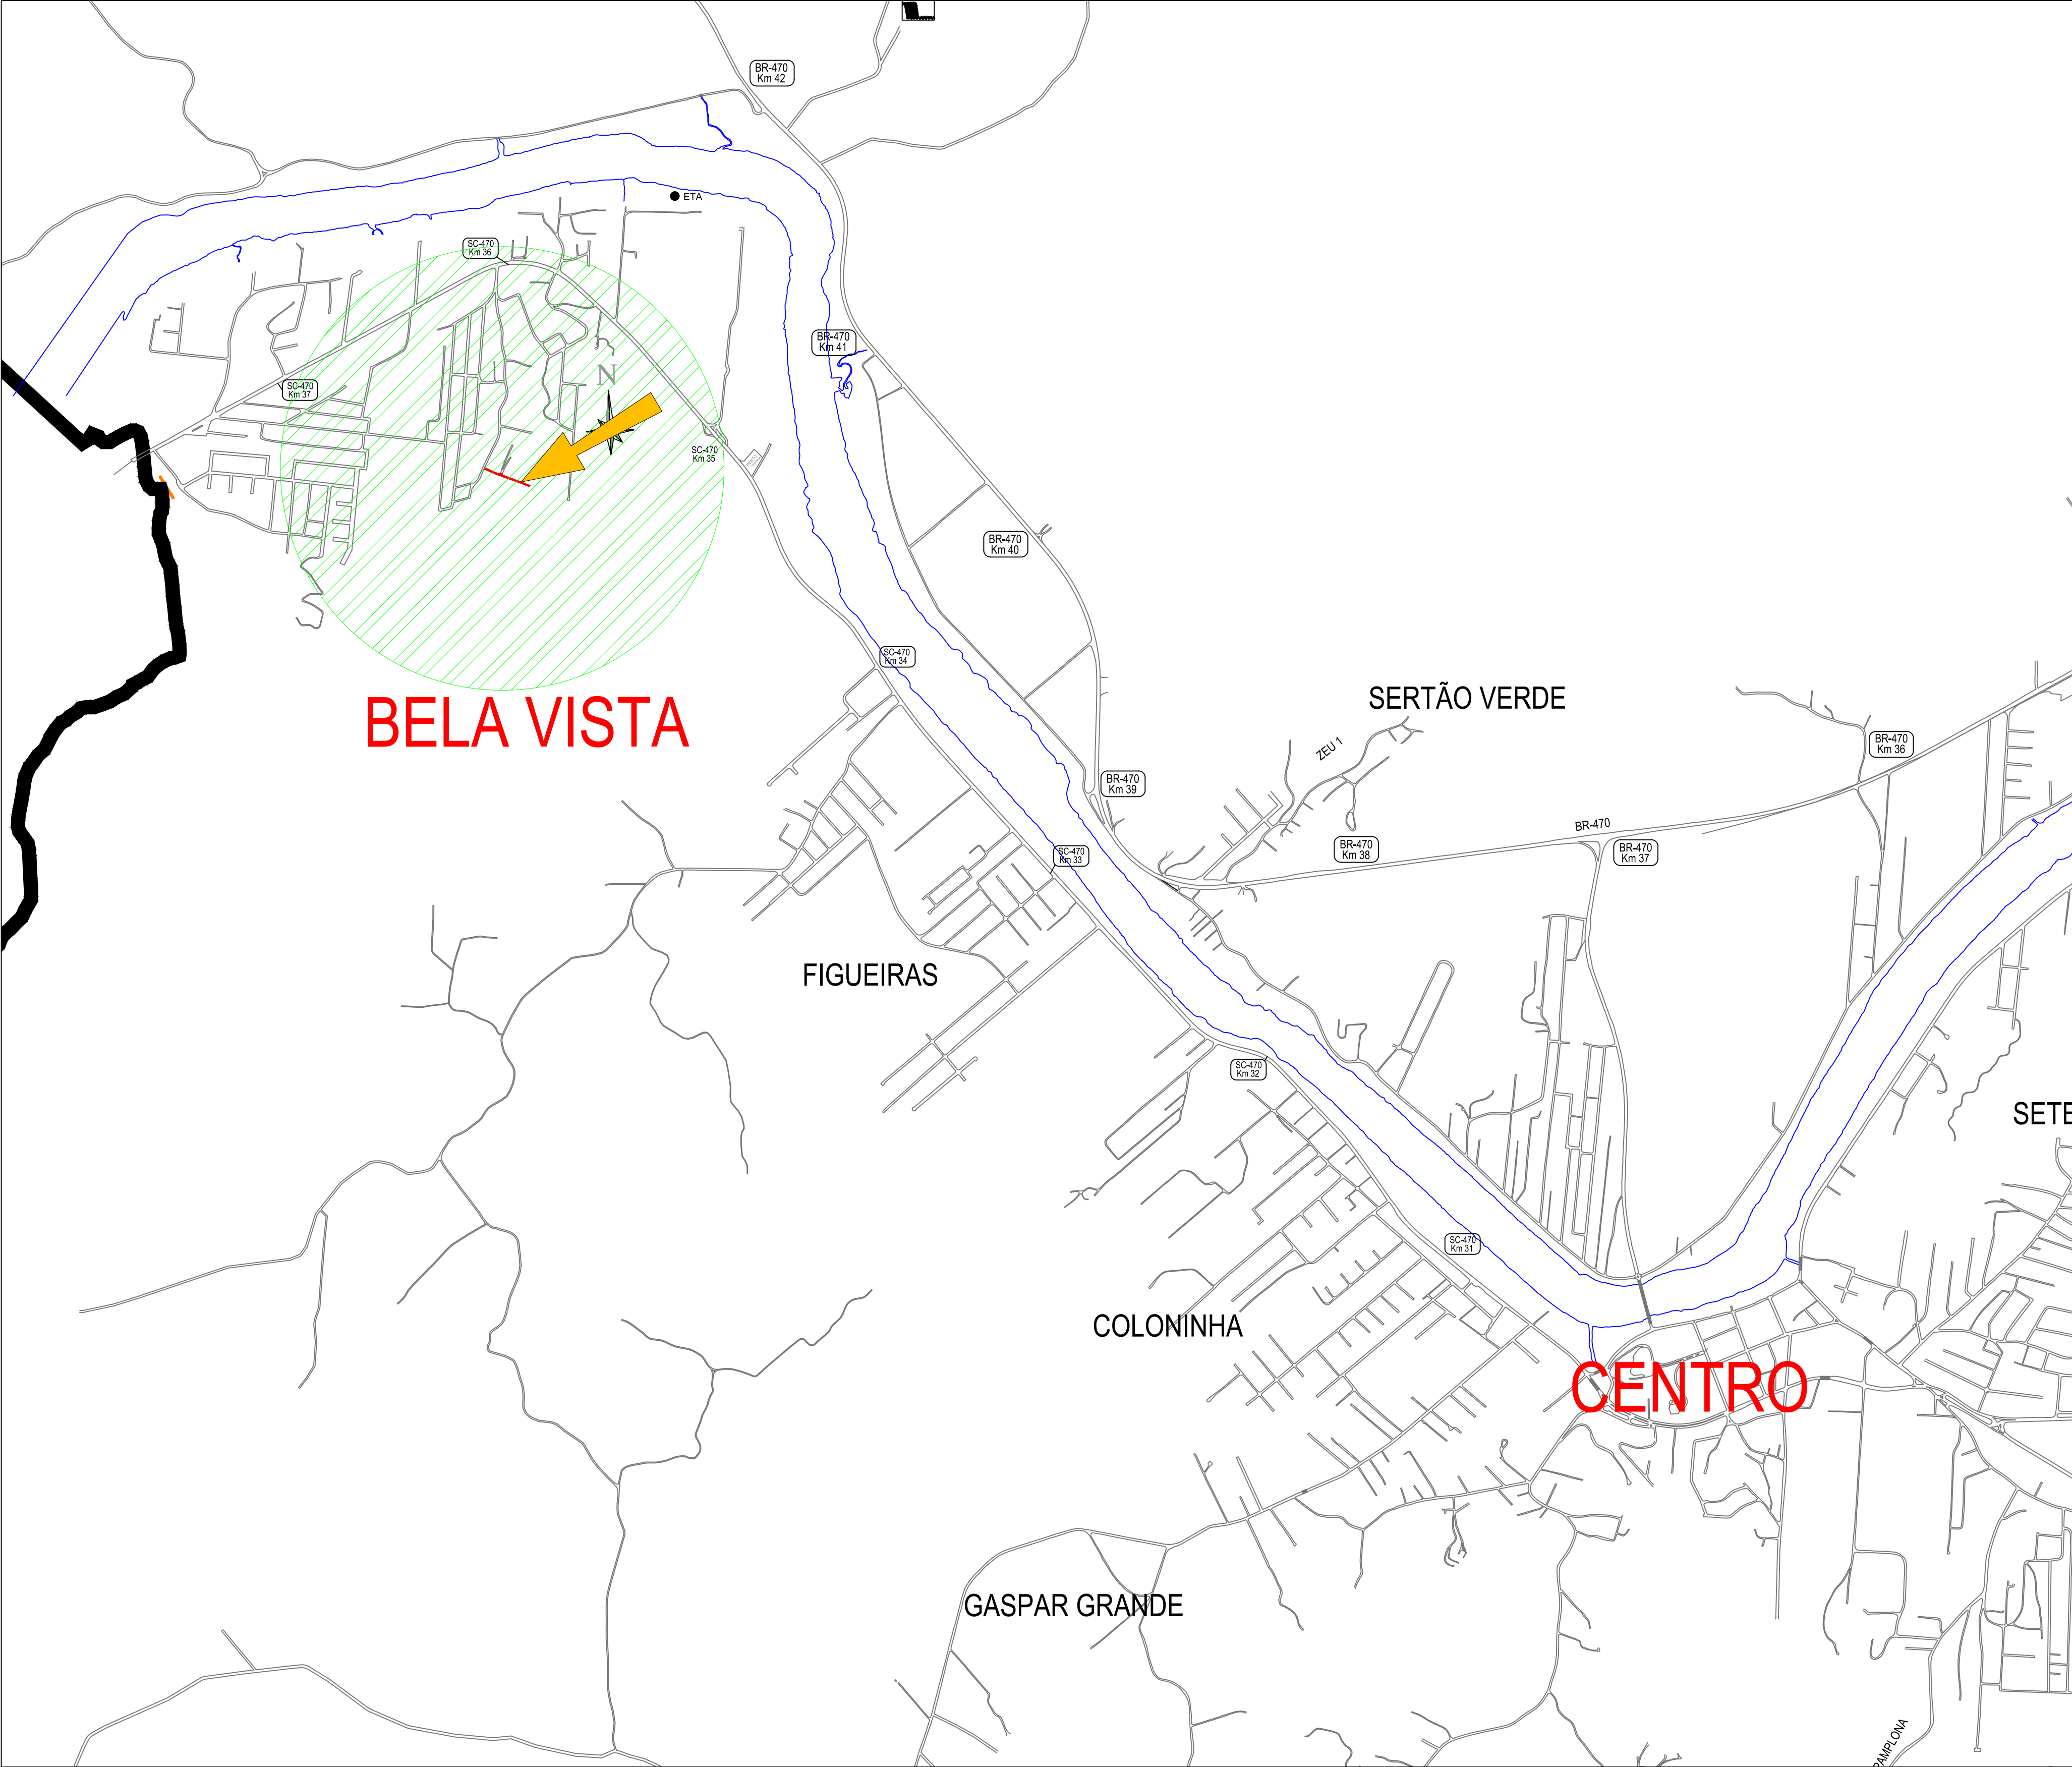 BR-470
Km 42
ETA
SC-470
Km 36
BR-470
Km 41
SC-470
Km 37
N
SC-470
Km 35
BR-470
Km 40
SC-470
Km 34
BELA VISTA
SERTÃO VERDE
ZEU 1
BR-470
Km 36
BR-470
Km 39
BR-470
BR-470
Km 38
BR-470
Km 37
SC-470
Km 33
FIGUEIRAS
SC-470
Km 32
SETE
SC-470
Km 31
COLONINHA
CENTRO
GASPAR GRANDE
PAMPLONA